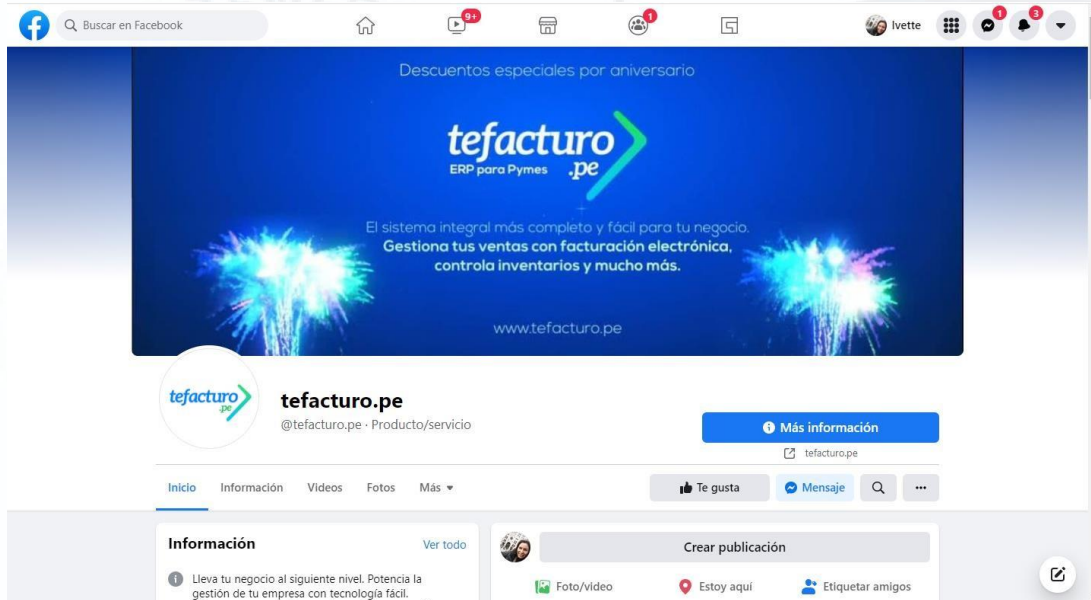 Buscar en Facebook
9+
1
Ivette
1
3
Descuentos especiales por aniversario
tefacturo
ERP para Pymes .pe
El sistema integral más completo y fácil para tu negocio.
Gestiona tus ventas con facturación electrónica,
controla inventarios y mucho más.
www.tefacturo.pe
tefacturo
.pe
tefacturo.pe
@tefacturo.pe · Producto/servicio
Más información
tefacturo.pe
Inicio Información Videos Fotos Más
Te gusta Mensaje
Información Ver todo
Lleva tu negocio al siguiente nivel. Potencia la
gestión de tu empresa con tecnología fácil.
Crear publicación
Foto/video Estoy aquí Etiquetar amigos